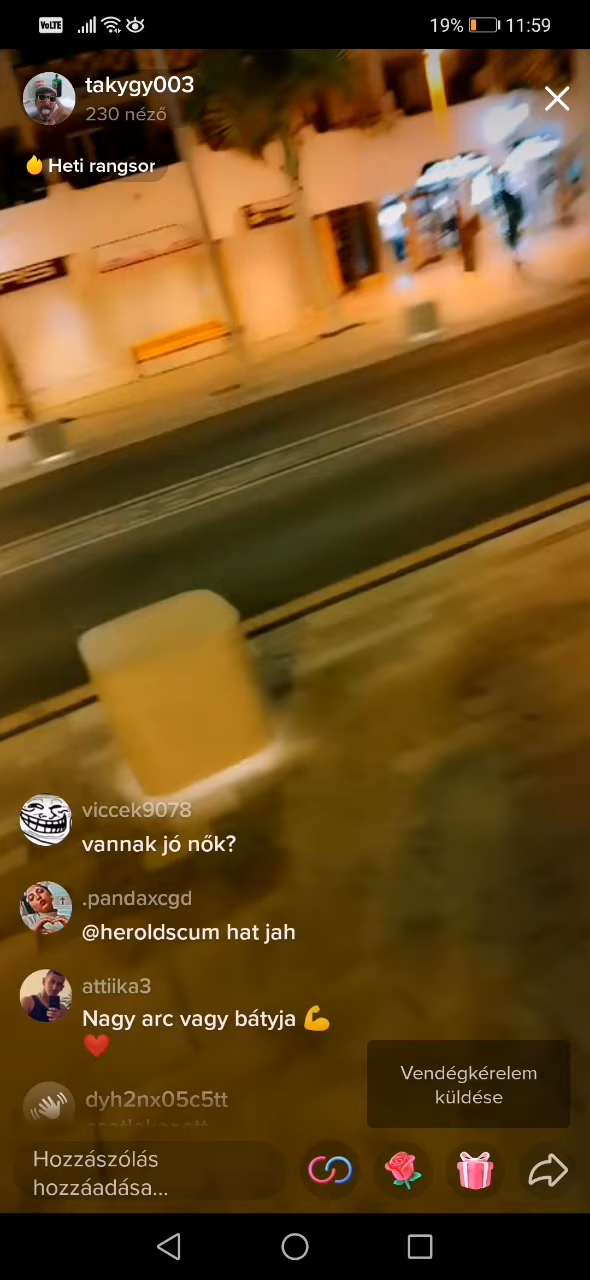 VoLTE
19% 11:59
takygy003
230 néző
Heti rangsor
viccek9078
vannak jó nők?
.pandaxcgd
@heroldscum hat jah
attiika3
Nagy arc vagy bátyja 💪
❤️
Vendégkérelem
küldése
dyh2nx05c5tt
Hozzászólás
hozzáadása...